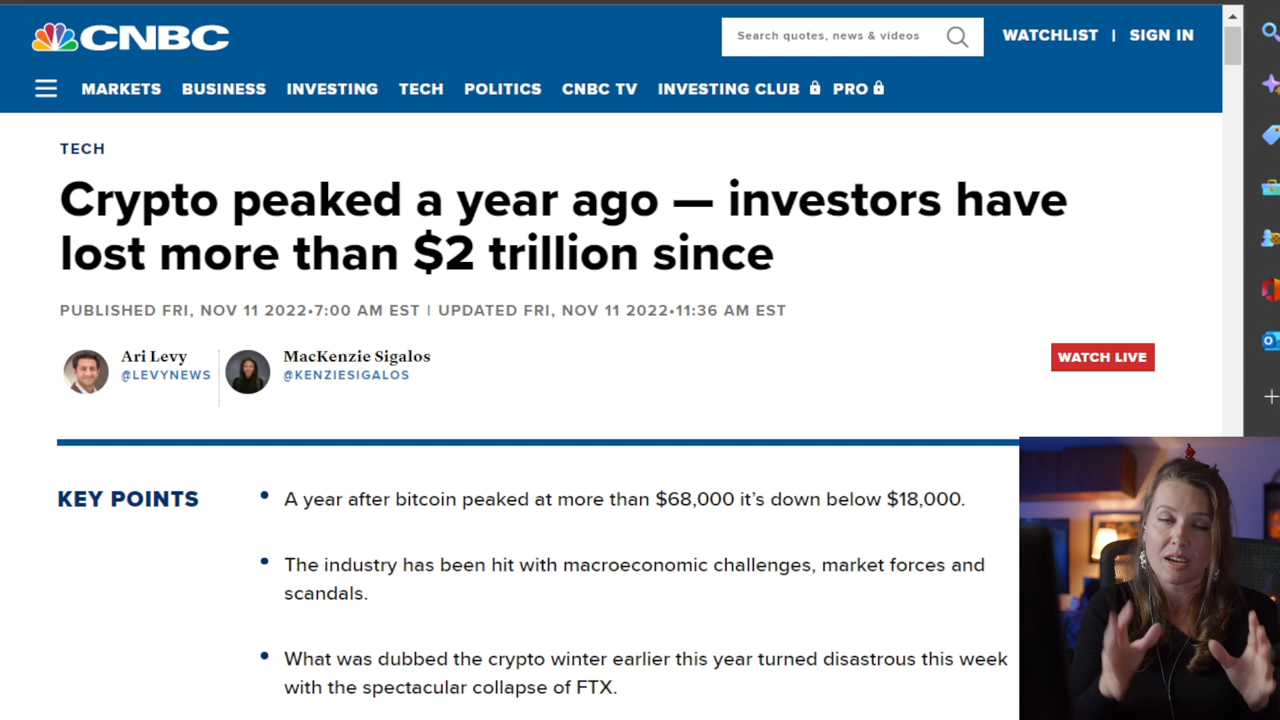 CNBC
Search quotes, news & videos
WATCHLIST | SIGN IN
MARKETS BUSINESS INVESTING TECH POLITICS CNBC TV INVESTING CLUB PRO
TECH
Crypto peaked a year ago — investors have
lost more than $2 trillion since
PUBLISHED FRI, NOV 11 2022•7:00 AM EST | UPDATED FRI, NOV 11 2022•11:36 AM EST
Ari Levy
@LEVYNEWS
MacKenzie Sigalos
@KENZIESIGALOS
WATCH LIVE
KEY POINTS
• A year after bitcoin peaked at more than $68,000 it’s down below $18,000.
• The industry has been hit with macroeconomic challenges, market forces and
scandals.
• What was dubbed the crypto winter earlier this year turned disastrous this week
with the spectacular collapse of FTX.